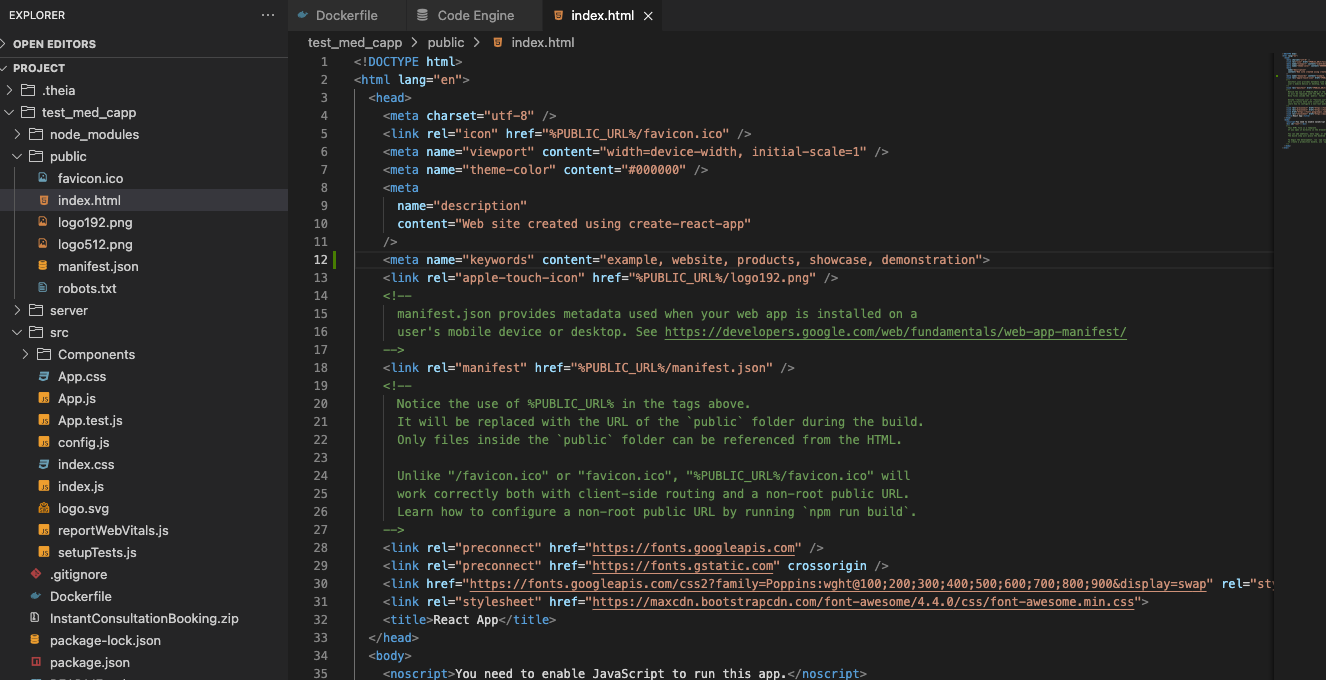 EXPLORER
···
OPEN EDITORS
PROJECT
.theia
test_med_capp
node_modules
public
favicon.ico
index.html
logo192.png
logo512.png
manifest.json
robots.txt
server
src
Components
App.css
App.js
App.test.js
config.js
index.css
index.js
logo.svg
reportWebVitals.js
setupTests.js
.gitignore
Dockerfile
InstantConsultationBooking.zip
package-lock.json
package.json
Dockerfile
Code Engine
index.html
test_med_capp > public > index.html
1 <!DOCTYPE html>
2 <html lang="en">
3 <head>
4 <meta charset="utf-8" />
5 <link rel="icon" href="%PUBLIC_URL%/favicon.ico" />
6 <meta name="viewport" content="width=device-width, initial-scale=1" />
7 <meta name="theme-color" content="#000000" />
8 <meta
9 name="description"
10 content="Web site created using create-react-app"
11 />
12 <meta name="keywords" content="example, website, products, showcase, demonstration">
13 <link rel="apple-touch-icon" href="%PUBLIC_URL%/logo192.png" />
14 <!--
15 manifest.json provides metadata used when your web app is installed on a
16 user's mobile device or desktop. See https://developers.google.com/web/fundamentals/web-app-manifest/
17 -->
18 <link rel="manifest" href="%PUBLIC_URL%/manifest.json" />
19 <!--
20 Notice the use of %PUBLIC_URL% in the tags above.
21 It will be replaced with the URL of the `public` folder during the build.
22 Only files inside the `public` folder can be referenced from the HTML.
23
24 Unlike "/favicon.ico" or "favicon.ico", "%PUBLIC_URL%/favicon.ico" will
25 work correctly both with client-side routing and a non-root public URL.
26 Learn how to configure a non-root public URL by running `npm run build`.
27 -->
28 <link rel="preconnect" href="https://fonts.googleapis.com" />
29 <link rel="preconnect" href="https://fonts.gstatic.com" crossorigin />
30 <link href="https://fonts.googleapis.com/css2?family=Poppins:wght@100;200;300;400;500;600;700;800;900&display=swap" rel="sty
31 <link rel="stylesheet" href="https://maxcdn.bootstrapcdn.com/font-awesome/4.4.0/css/font-awesome.min.css">
32 <title>React App</title>
33 </head>
34 <body>
35 <noscript>You need to enable JavaScript to run this app.</noscript>